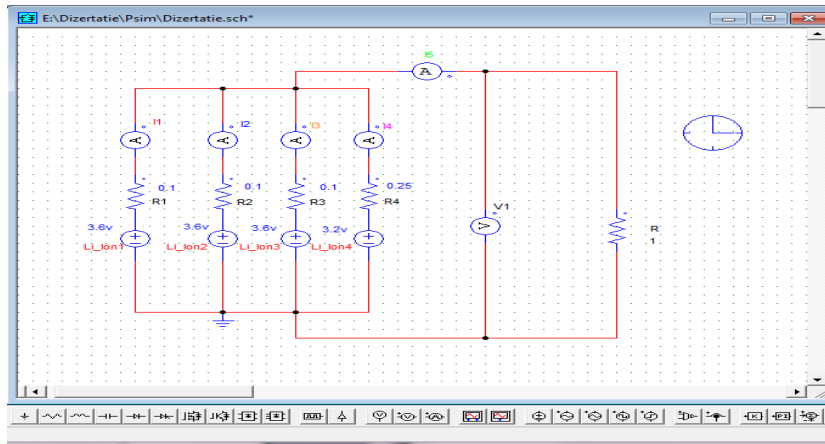 E:\Dizertatie\Psim\Dizertatie.sch*
I5
A
I1 I2 I3 I4
A A A A
0.1 0.1 0.1 0.25
R1 R2 R3 R4
V1
3.6v 3.6v 3.6v 3.2v
V
R
1
Li_Ion1 Li_Ion2 Li_Ion3 Li_Ion4
K PI